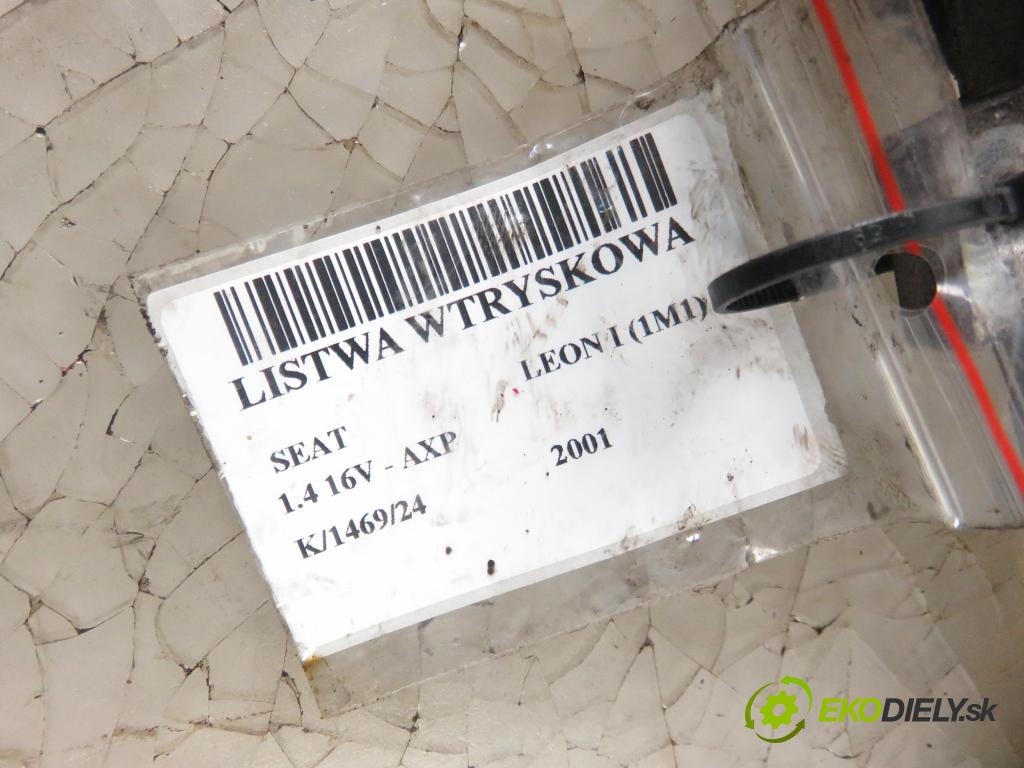 LISTWA WTRYSKOWA
SEAT LEON I (1M1)
1.4 16V - AXP 2001
K/1469/24
EKODIELY.sk